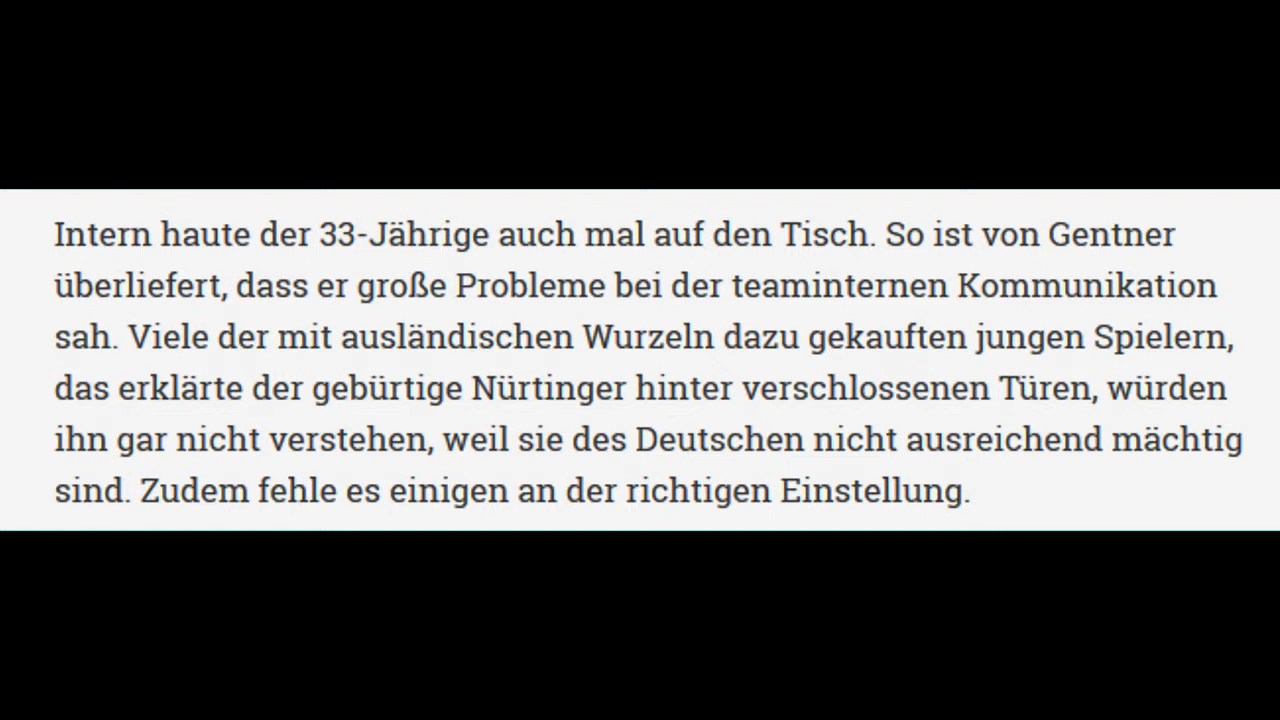 Intern haute der 33-Jährige auch mal auf den Tisch. So ist von Gentner
überliefert, dass er große Probleme bei der teaminternen Kommunikation
sah. Viele der mit ausländischen Wurzeln dazu gekauften jungen Spielern,
das erklärte der gebürtige Nürtinger hinter verschlossenen Türen, würden
ihn gar nicht verstehen, weil sie des Deutschen nicht ausreichend mächtig
sind. Zudem fehle es einigen an der richtigen Einstellung.